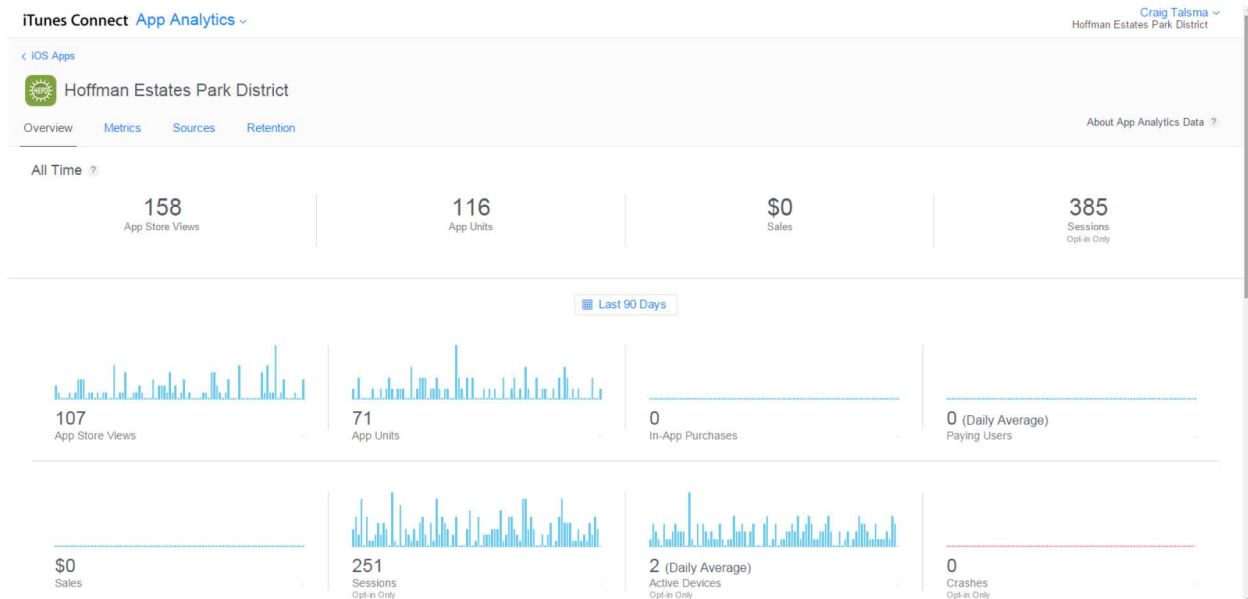 iTunes Connect App Analytics
Craig Talsma
Hoffman Estates Park District
iOS Apps
HEPD
Hoffman Estates Park District
Overview Metrics Sources Retention
About App Analytics Data ?
All Time ?
158 116 $0 385
App Store Views App Units Sales Sessions
Opt-in Only
Last 90 Days
107 71 0 0 (Daily Average)
App Store Views App Units In-App Purchases Paying Users
$0 251 2 (Daily Average) 0
Sales Sessions Active Devices Crashes
Opt-in Only Opt-in Only Opt-in Only